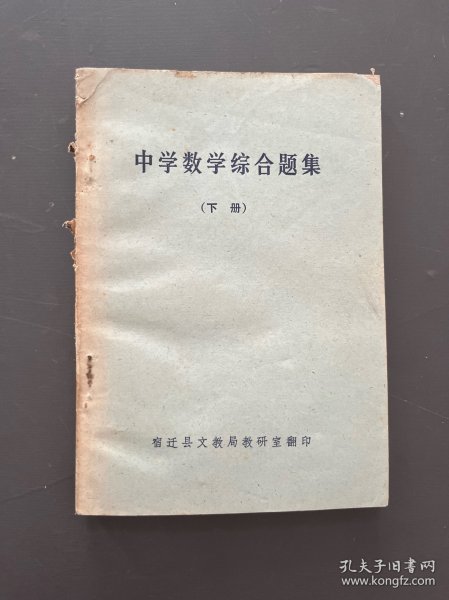 中学数学综合题集
（下 册）
宿迁县文教局教研室翻印
孔夫子旧书网
www.kongfz.com